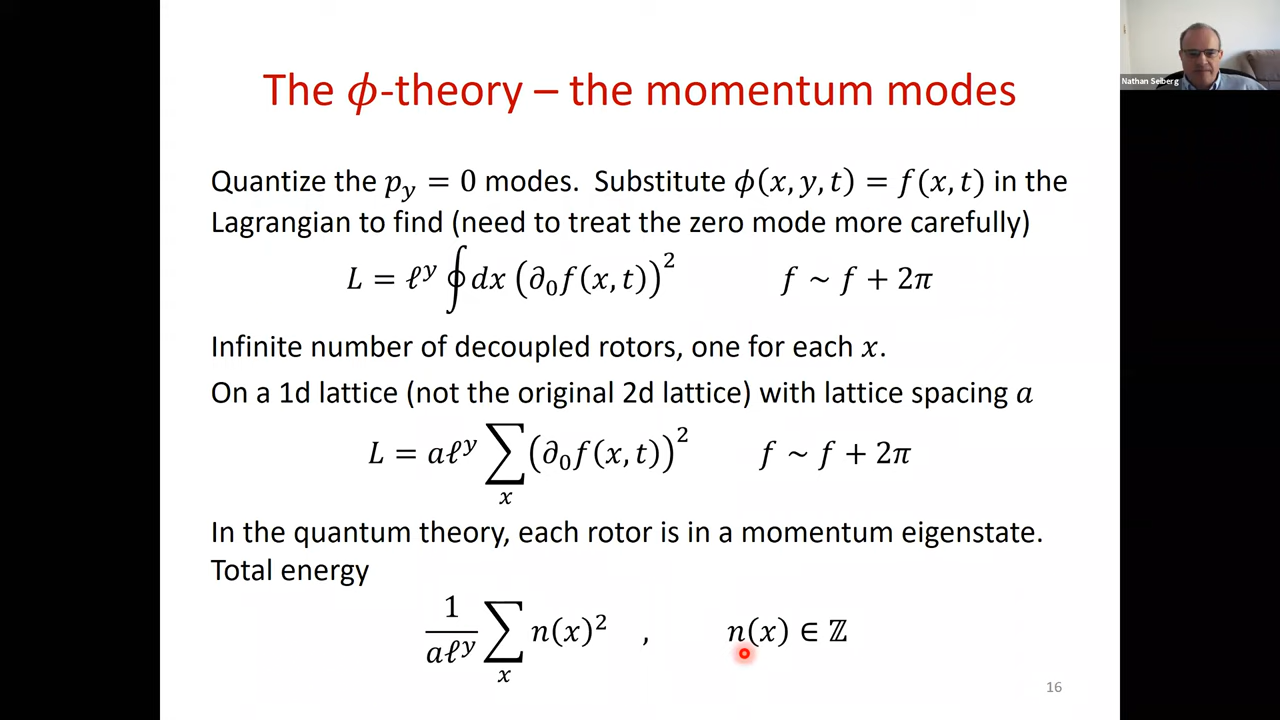 The ϕ-theory – the momentum modes
Nathan Seiberg
Quantize the p_y = 0 modes. Substitute ϕ(x, y, t) = f(x, t) in the
Lagrangian to find (need to treat the zero mode more carefully)
L = ℓ^y ∮ dx (∂_0 f(x, t))^2 f ~ f + 2π
Infinite number of decoupled rotors, one for each x.
On a 1d lattice (not the original 2d lattice) with lattice spacing a
L = aℓ^y ∑_x (∂_0 f(x, t))^2 f ~ f + 2π
In the quantum theory, each rotor is in a momentum eigenstate.
Total energy
1/(aℓ^y) ∑_x n(x)^2 , n(x) ∈ ℤ
16